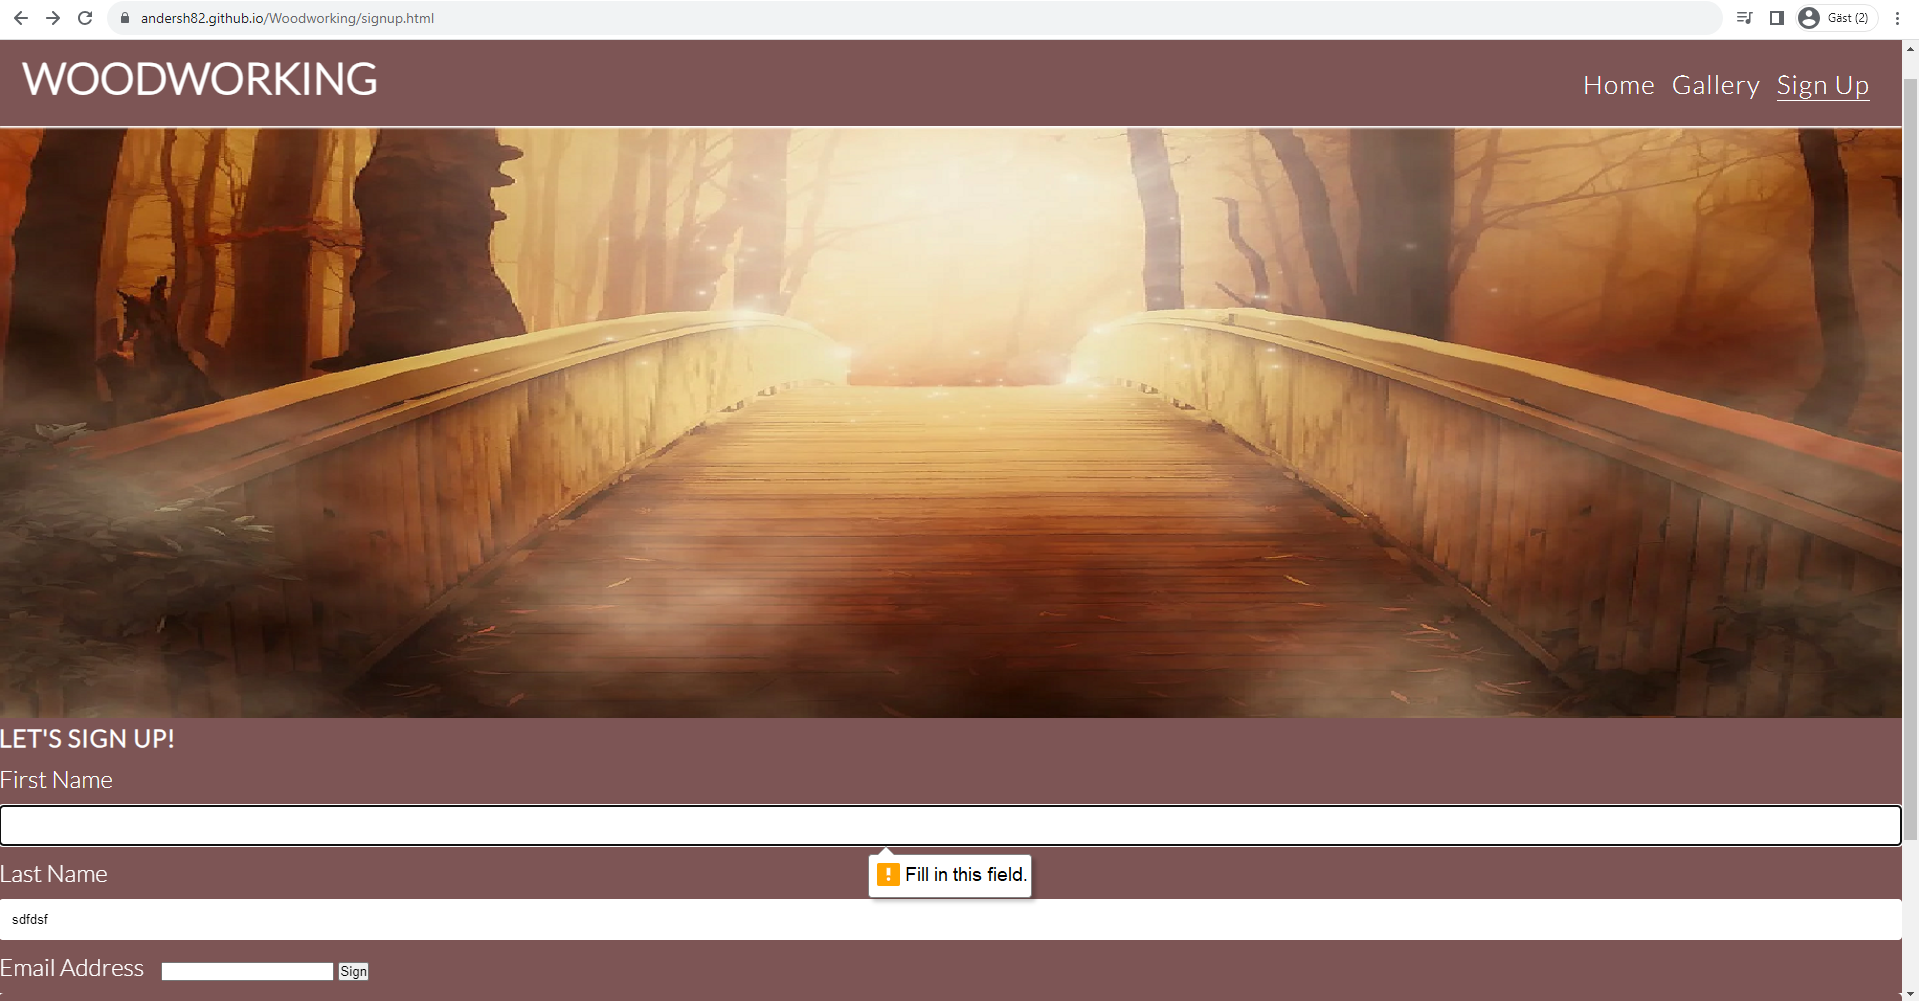 andersh82.github.io/Woodworking/signup.html
Gäst (2)
WOODWORKING
Home Gallery Sign Up
LET'S SIGN UP!
First Name
Fill in this field.
Last Name
sdfdsf
Email Address
Sign